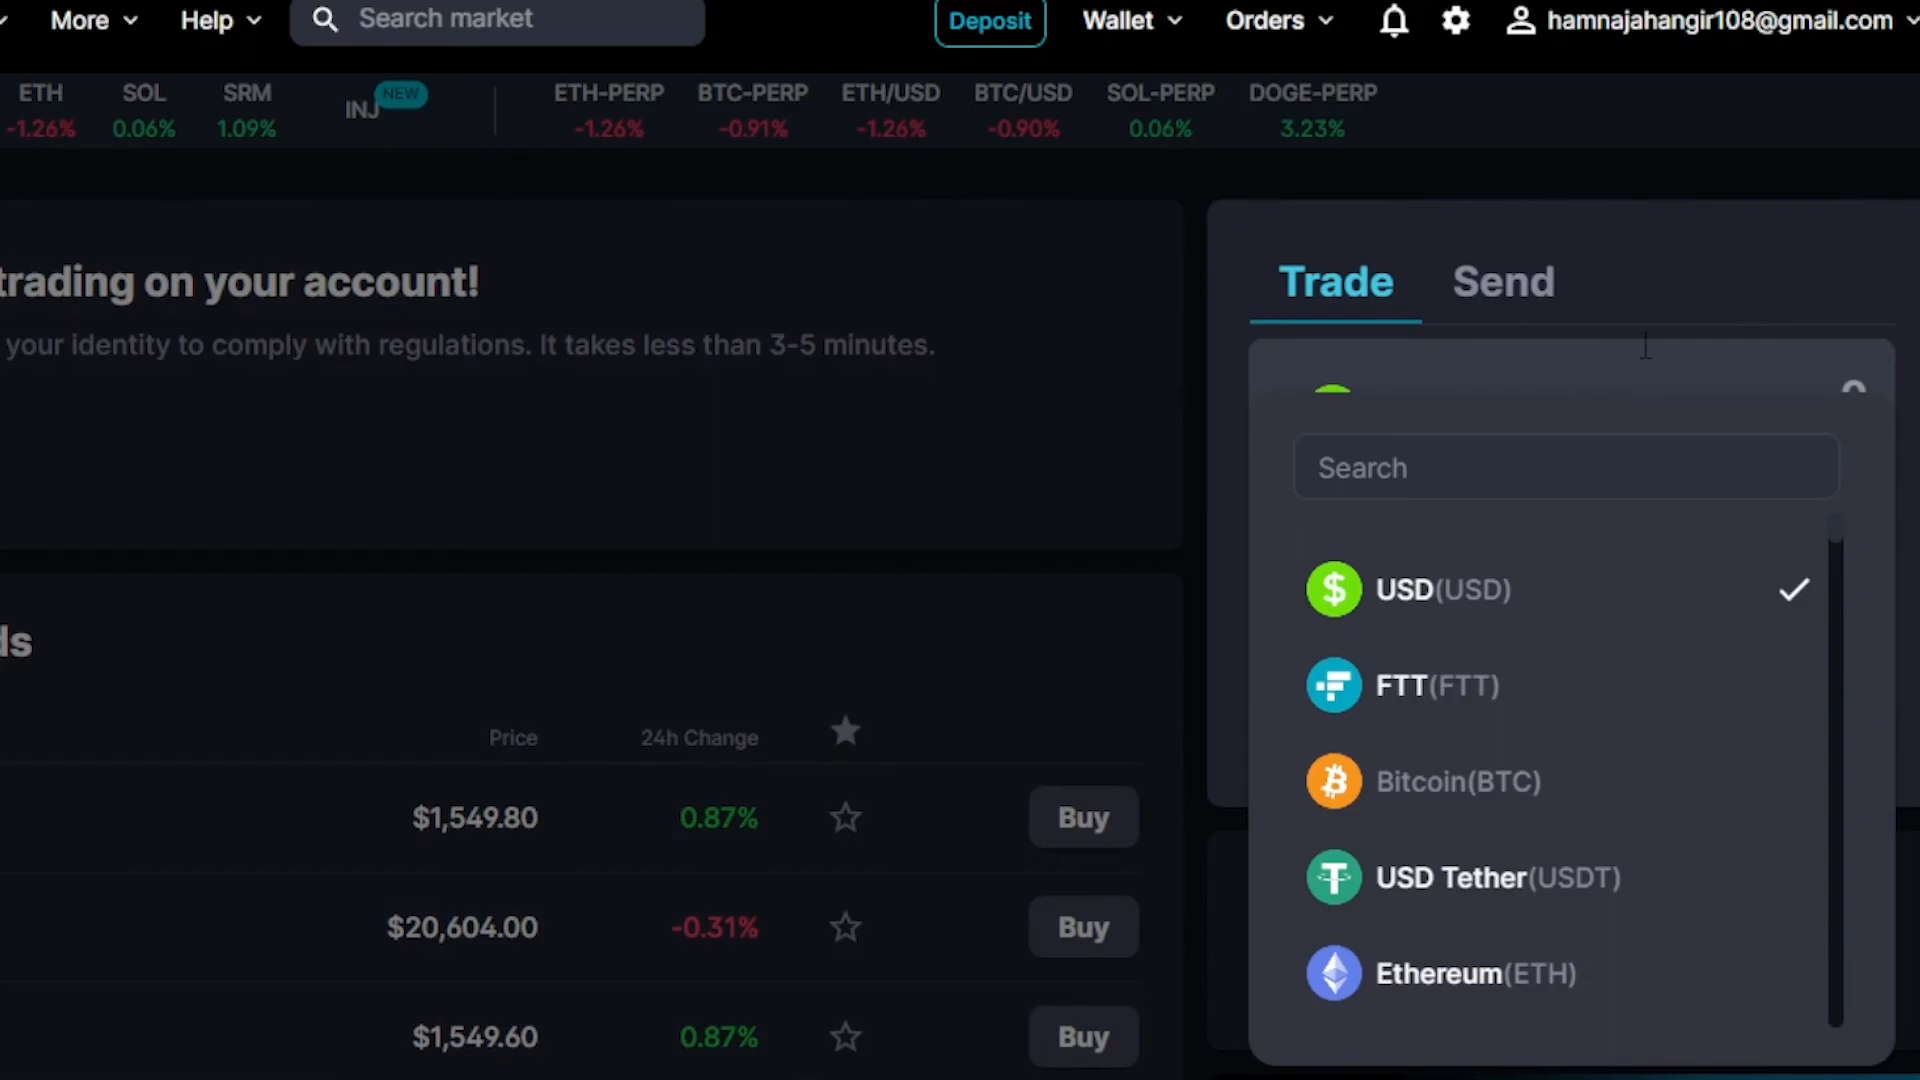 More Help Search market Deposit Wallet Orders hamnajahangir108@gmail.com
ETH SOL SRM INJ NEW ETH-PERP BTC-PERP ETH/USD BTC/USD SOL-PERP DOGE-PERP
-1.26% 0.06% 1.09% -1.26% -0.91% -1.26% -0.90% 0.06% 3.23%
trading on your account!
your identity to comply with regulations. It takes less than 3-5 minutes.
ds
Price 24h Change
$1,549.80 0.87% Buy
$20,604.00 -0.31% Buy
$1,549.60 0.87% Buy
Trade Send
Search
USD(USD)
FTT(FTT)
Bitcoin(BTC)
USD Tether(USDT)
Ethereum(ETH)